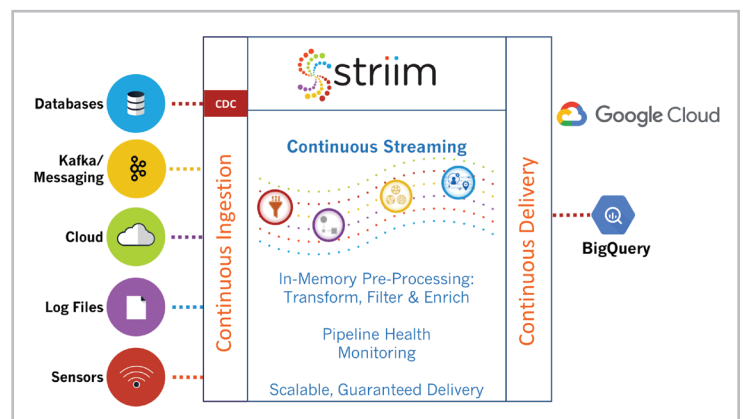 striim
Databases
CDC
Kafka/
Messaging
Cloud
Log Files
Sensors
Continuous Ingestion
Continuous Streaming
In-Memory Pre-Processing:
Transform, Filter & Enrich
Pipeline Health
Monitoring
Scalable, Guaranteed Delivery
Continuous Delivery
Google Cloud
BigQuery